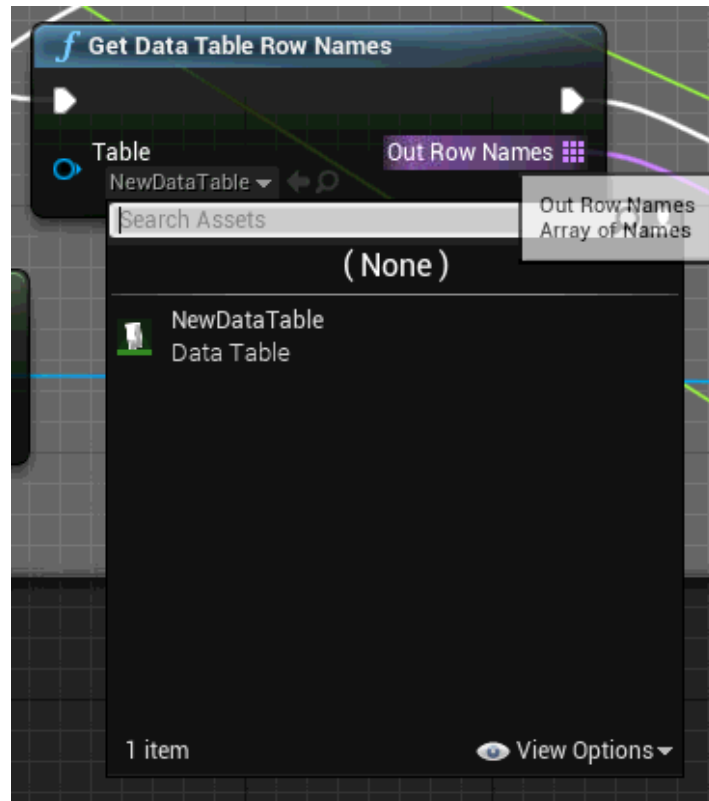 f Get Data Table Row Names
Table
Out Row Names
NewDataTable
Search Assets
Out Row Names
Array of Names
(None)
NewDataTable
Data Table
1 item
View Options